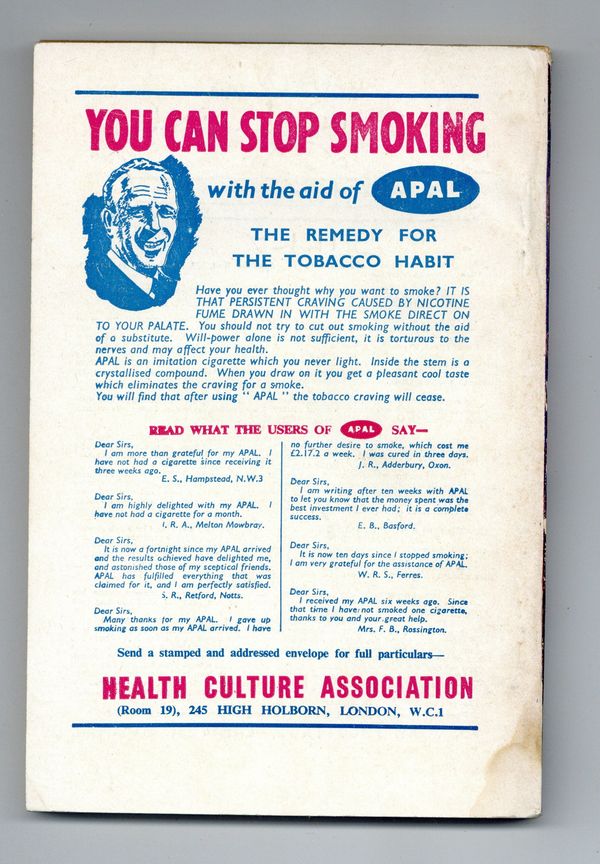 YOU CAN STOP SMOKING
with the aid of APAL
THE REMEDY FOR
THE TOBACCO HABIT
Have you ever thought why you want to smoke? IT IS
THAT PERSISTENT CRAVING CAUSED BY NICOTINE
FUME DRAWN IN WITH THE SMOKE DIRECT ON
TO YOUR PALATE. You should not try to cut out smoking without the aid
of a substitute. Will-power alone is not sufficient, it is torturous to the
nerves and may affect your health.
APAL is an imitation cigarette which you never light. Inside the stem is a
crystallised compound. When you draw on it you get a pleasant cool taste
which eliminates the craving for a smoke.
You will find that after using " APAL " the tobacco craving will cease.
READ WHAT THE USERS OF APAL SAY—
Dear Sirs,
I am more than grateful for my APAL. I
have not had a cigarette since receiving it
three weeks ago.
E. S., Hampstead, N.W.3
Dear Sirs,
I am highly delighted with my APAL. I
have not had a cigarette for a month.
I. R. A., Melton Mowbray.
Dear Sirs,
It is now a fortnight since my APAL arrived
and the results achieved have delighted me,
and astonished those of my sceptical friends.
APAL has fulfilled everything that was
claimed for it, and I am perfectly satisfied.
S. R., Retford, Notts.
Dear Sirs,
Many thanks for my APAL. I gave up
smoking as soon as my APAL arrived. I have
no further desire to smoke, which cost me
£2.17.2 a week. I was cured in three days.
J. R., Adderbury, Oxon.
Dear Sirs,
I am writing after ten weeks with APAL
to let you know that the money spent was the
best investment I ever had; it is a complete
success.
E. B., Basford.
Dear Sirs,
It is now ten days since I stopped smoking;
I am very grateful for the assistance of APAL.
W. R. S., Ferres.
Dear Sirs,
I received my APAL six weeks ago. Since
that time I have not smoked one cigarette,
thanks to you and your great help.
Mrs. F. B., Rossington.
Send a stamped and addressed envelope for full particulars—
HEALTH CULTURE ASSOCIATION
(Room 19), 245 HIGH HOLBORN, LONDON, W.C.1